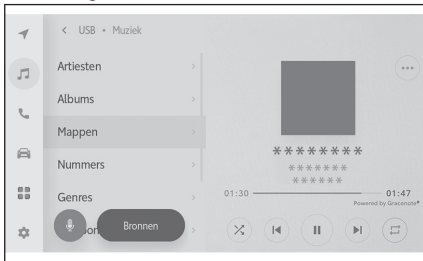 < USB • Muziek
Artiesten >
Albums >
Mappen >
Nummers >
Genres >
Bronnen >
********
*******
******
01:30 01:47
Powered by Gracenote®